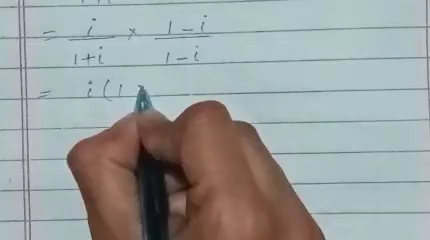 = i/1+i × 1-i/1-i
= i(1